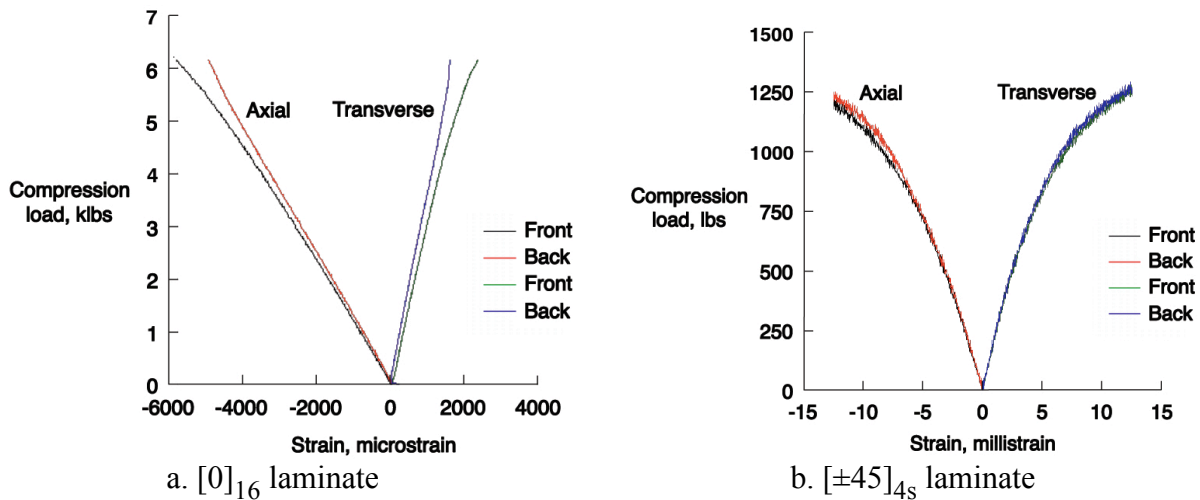 7
6
5
4
3
2
1
0
Compression
load, klbs
Axial
Transverse
Front
Back
Front
Back
-6000 -4000 -2000 0 2000 4000
Strain, microstrain
a. [0]16 laminate
1500
1250
1000
750
500
250
0
Compression
load, lbs
Axial
Transverse
Front
Back
Front
Back
-15 -10 -5 0 5 10 15
Strain, millistrain
b. [±45]4s laminate